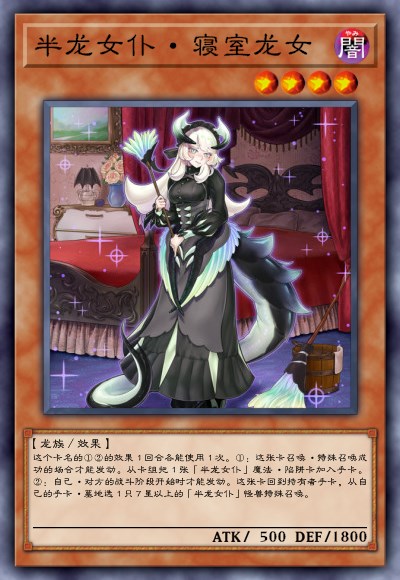 半龙女仆・寝室龙女
やみ
闇
【龙族／效果】
这个卡名的①②的效果1回合各能使用1次。①：这张卡召唤・特殊召唤
成功的场合才能发动。从卡组把1张「半龙女仆」魔法・陷阱卡加入手卡。
②：自己・对方的战斗阶段开始时才能发动。这张卡回到持有者手卡，从自
己的手卡・墓地选1只7星以上的「半龙女仆」怪兽特殊召唤。
ATK/ 500 DEF/1800